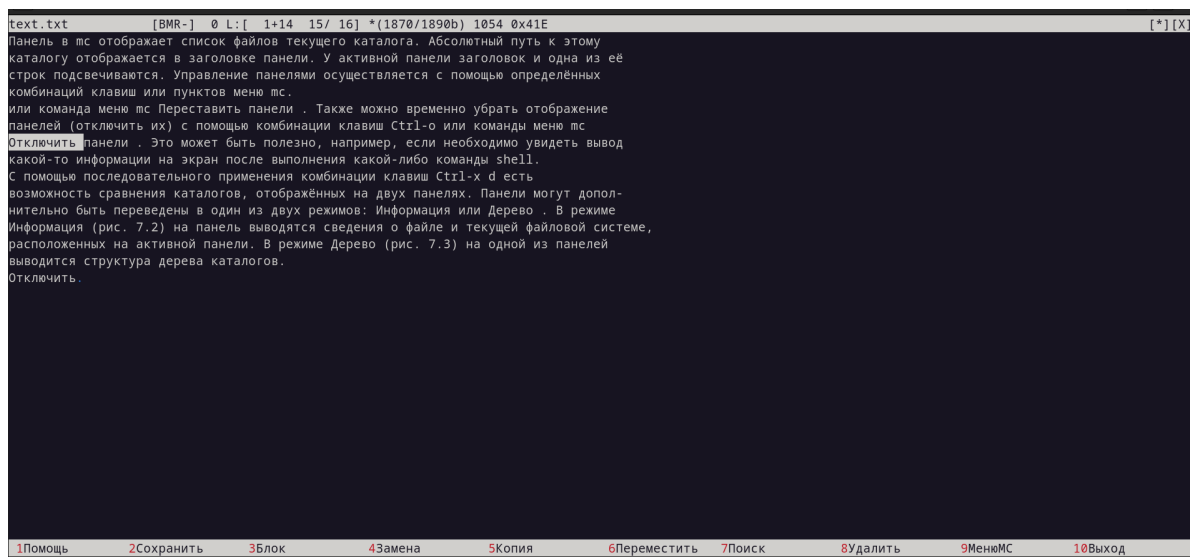 text.txt [BMR-] 0 L:[ 1+14 15/ 16] *(1870/1890b) 1054 0x41E [*][X]
Панель в mc отображает список файлов текущего каталога. Абсолютный путь к этому
каталогу отображается в заголовке панели. У активной панели заголовок и одна из её
строк подсвечиваются. Управление панелями осуществляется с помощью определённых
комбинаций клавиш или пунктов меню mc.
или команда меню mc Переставить панели . Также можно временно убрать отображение
панелей (отключить их) с помощью комбинации клавиш Ctrl-o или команды меню mc
Отключить панели . Это может быть полезно, например, если необходимо увидеть вывод
какой-то информации на экран после выполнения какой-либо команды shell.
С помощью последовательного применения комбинации клавиш Ctrl-x d есть
возможность сравнения каталогов, отображённых на двух панелях. Панели могут допол-
нительно быть переведены в один из двух режимов: Информация или Дерево . В режиме
Информация (рис. 7.2) на панель выводятся сведения о файле и текущей файловой системе,
расположенных на активной панели. В режиме Дерево (рис. 7.3) на одной из панелей
выводится структура дерева каталогов.
Отключить.
1Помощь 2Сохранить 3Блок 4Замена 5Копия 6Переместить 7Поиск 8Удалить 9МенюМС 10Выход